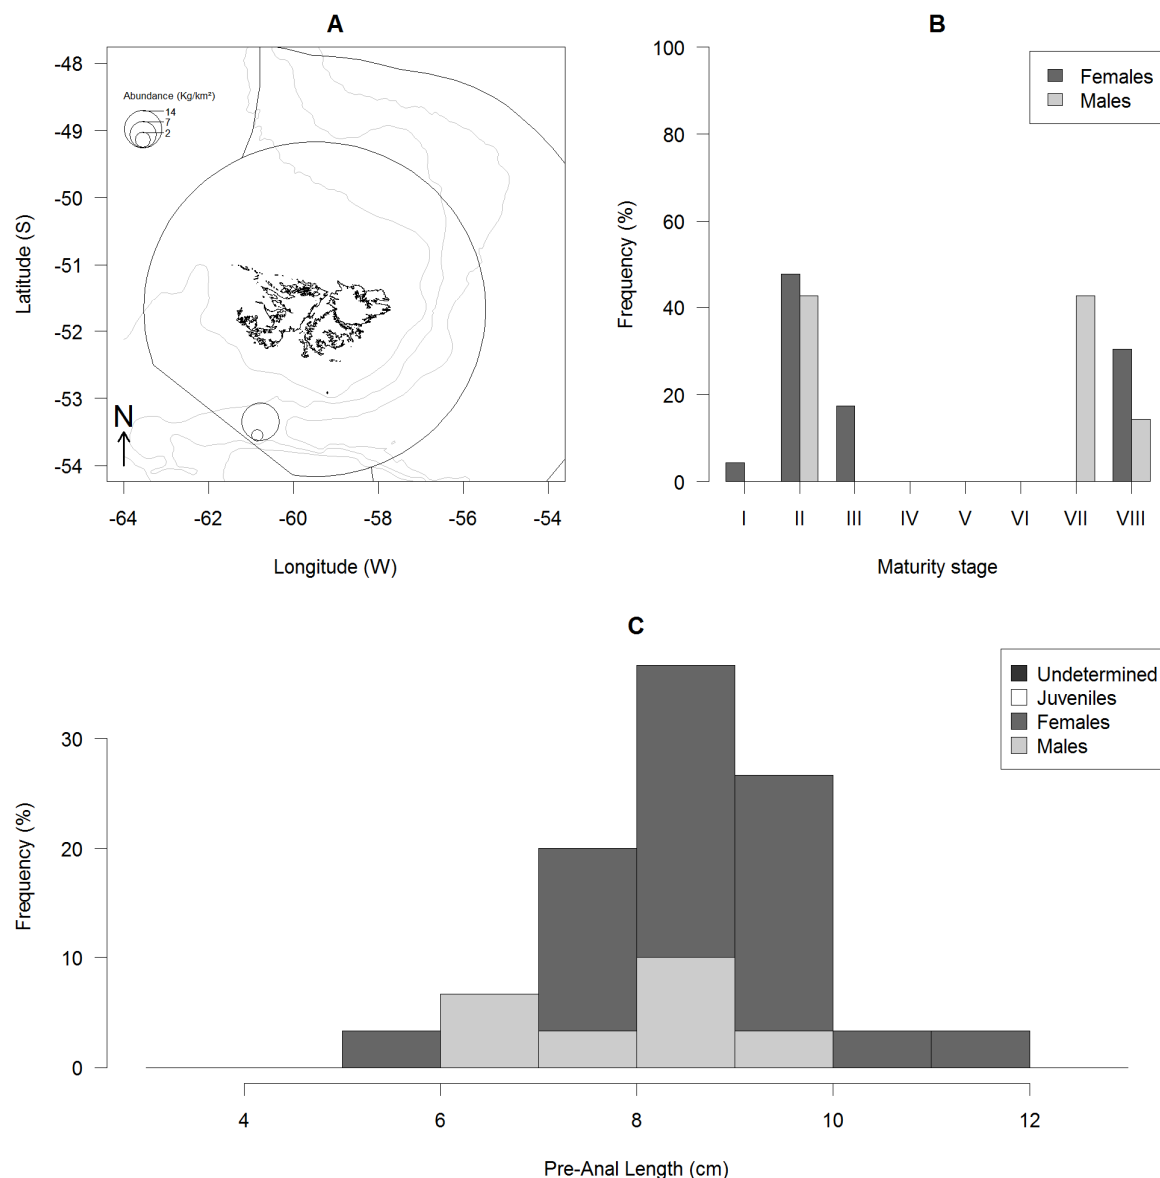 A
Latitude (S)
-48
-49
-50
-51
-52
-53
-54
Abundance (Kg/km²)
14
7
2
N
-64 -62 -60 -58 -56 -54
Longitude (W)
B
Frequency (%)
100
80
60
40
20
0
Females
Males
I II III IV V VI VII VIII
Maturity stage
C
Frequency (%)
30
20
10
0
Undetermined
Juveniles
Females
Males
4 6 8 10 12
Pre-Anal Length (cm)